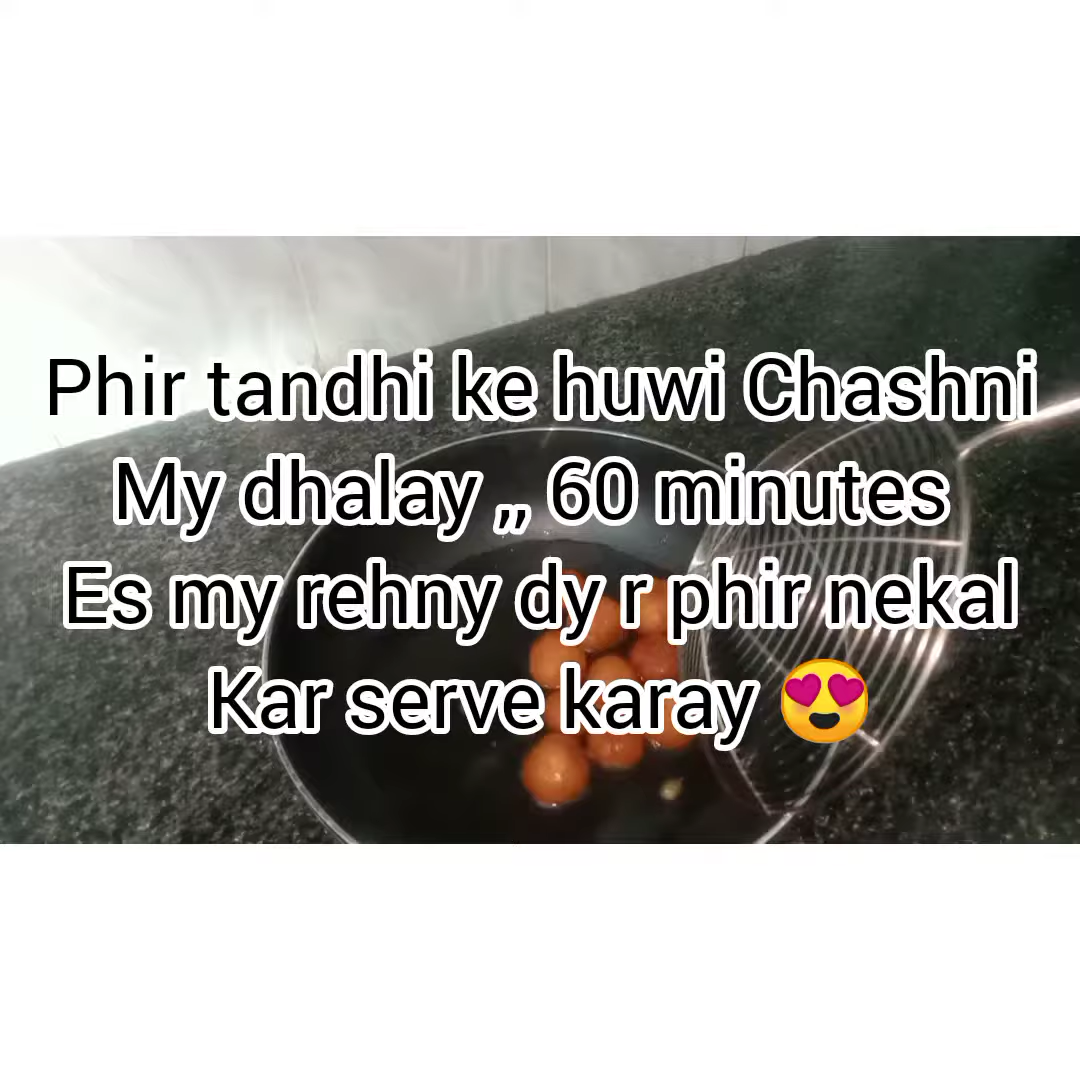 Phir tandhi ke huwi Chashni
My dhalay ,, 60 minutes
Es my rehny dy r phir nekal
Kar serve karay 😍